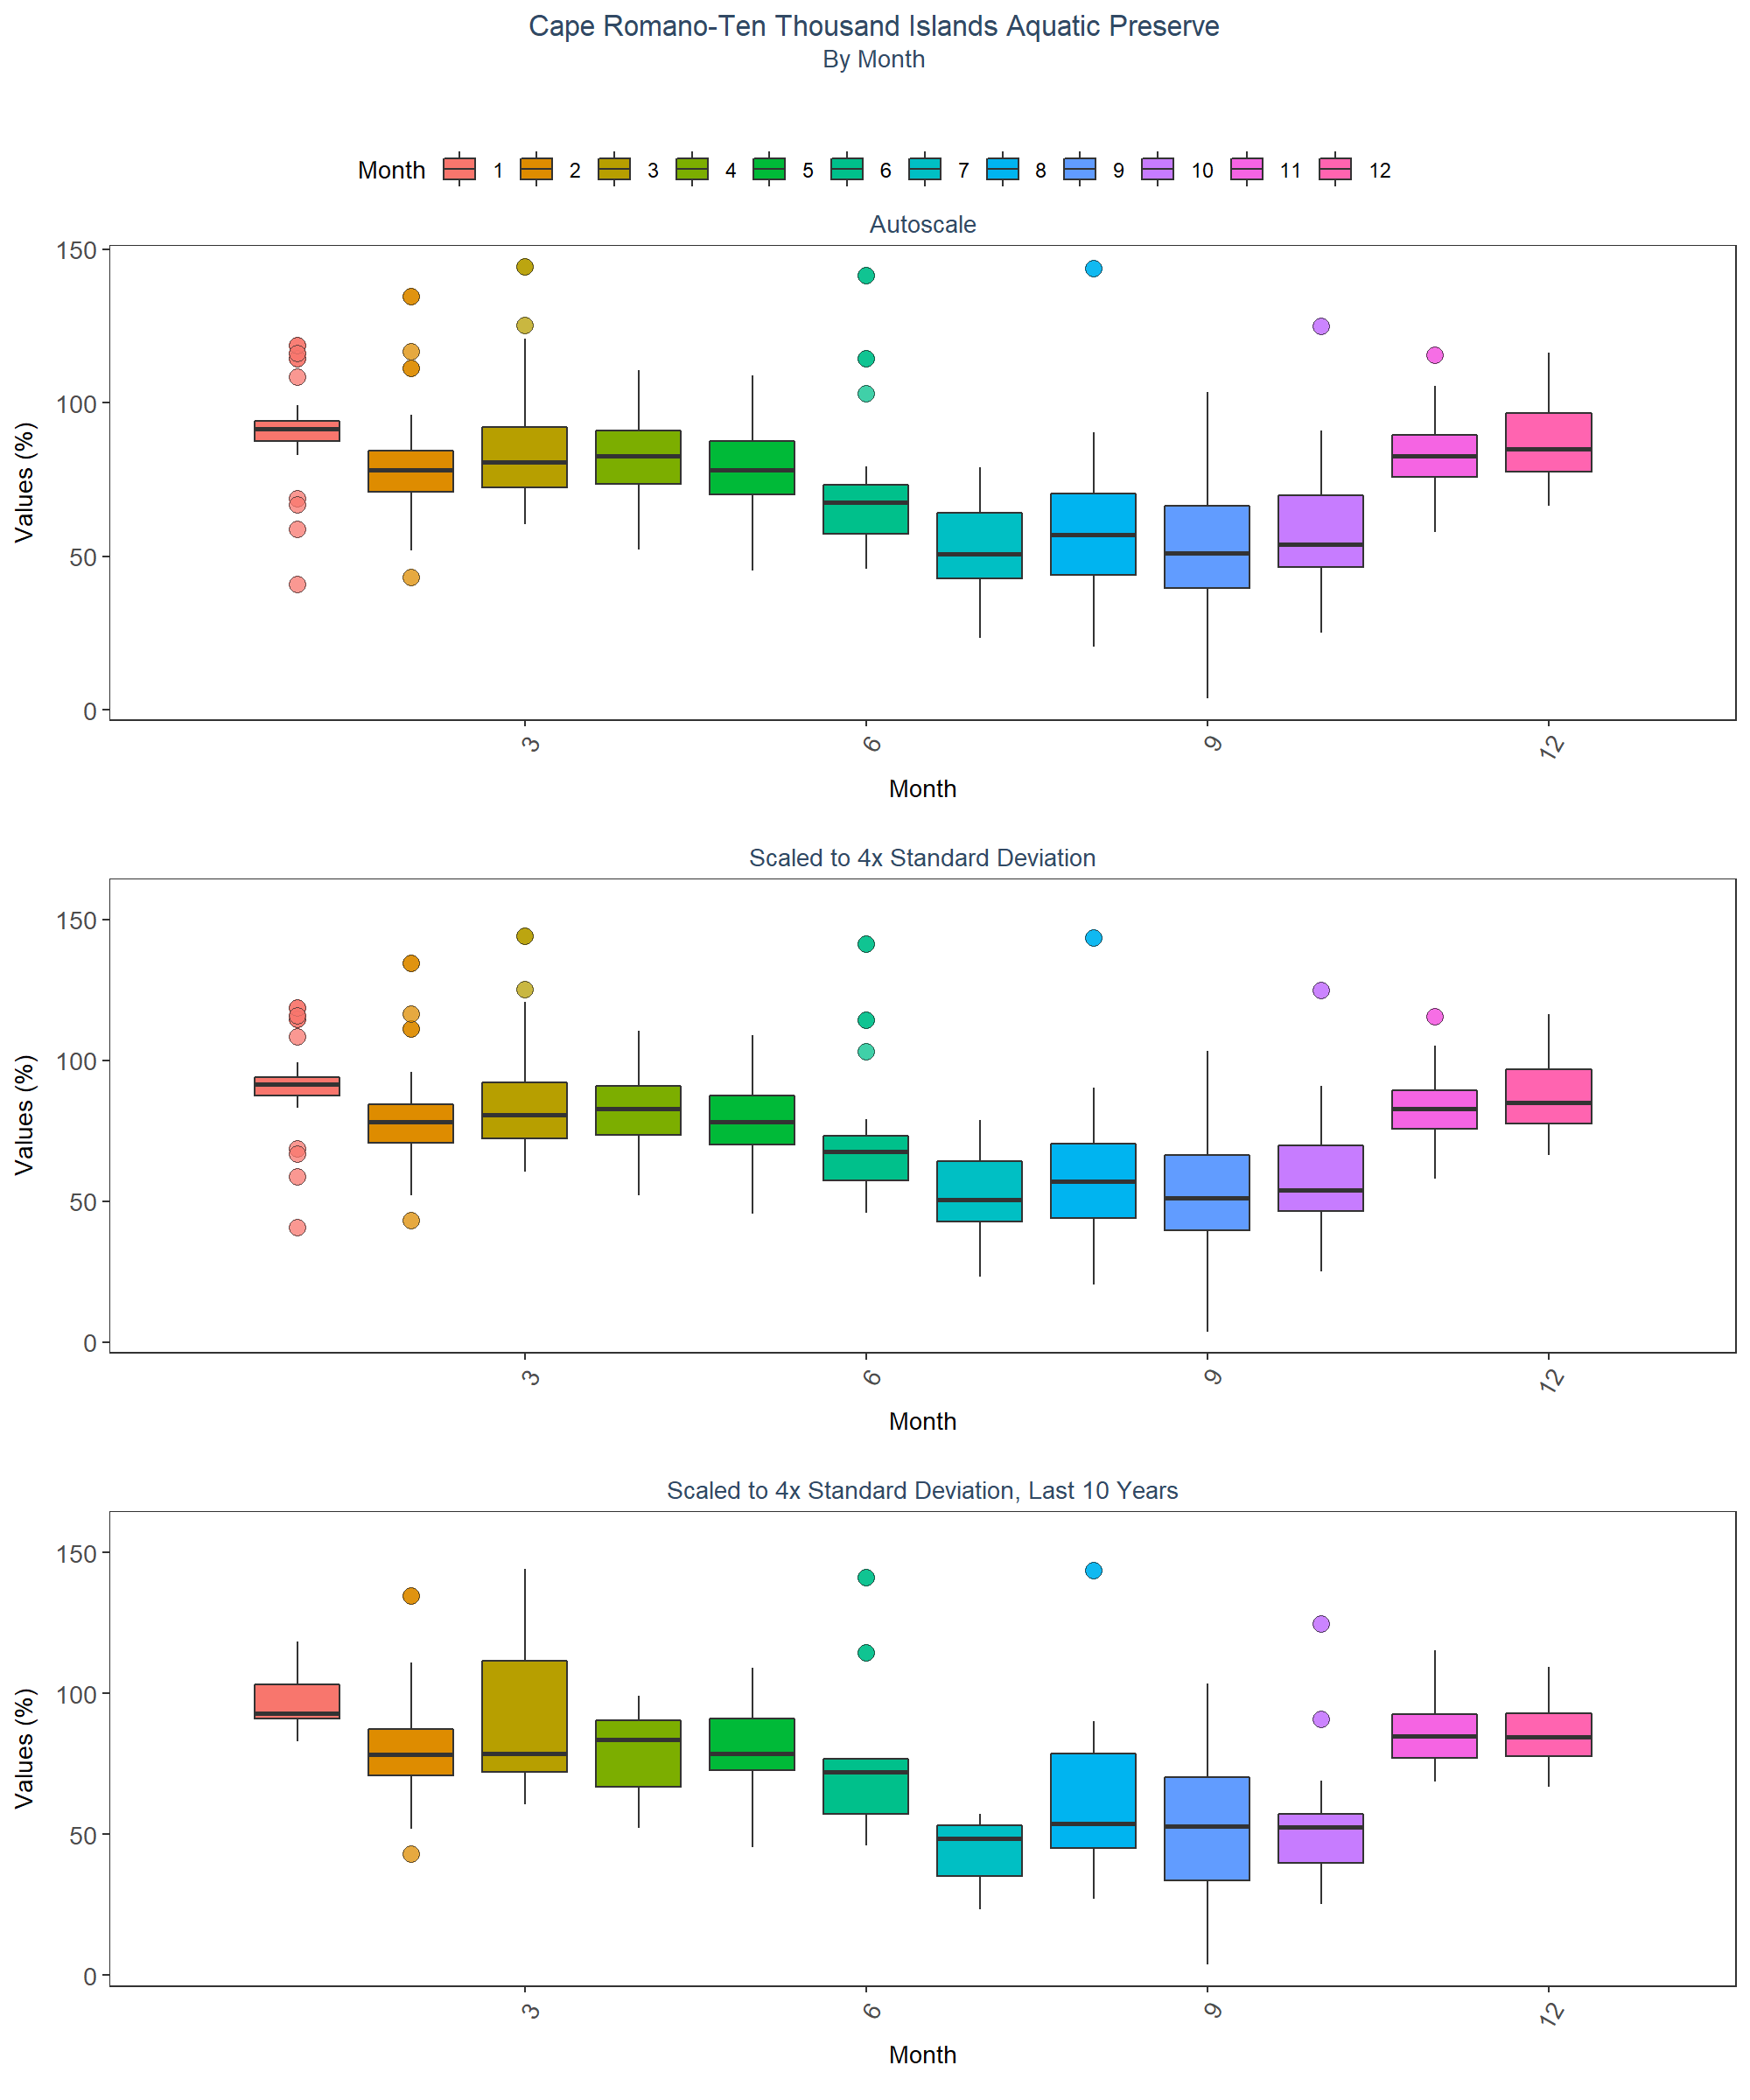 Cape Romano-Ten Thousand Islands Aquatic Preserve
By Month
Month 1 2 3 4 5 6 7 8 9 10 11 12
Autoscale
Values (%)
150
100
50
0
3 6 9 12
Month
Scaled to 4x Standard Deviation
Values (%)
150
100
50
0
3 6 9 12
Month
Scaled to 4x Standard Deviation, Last 10 Years
Values (%)
150
100
50
0
3 6 9 12
Month